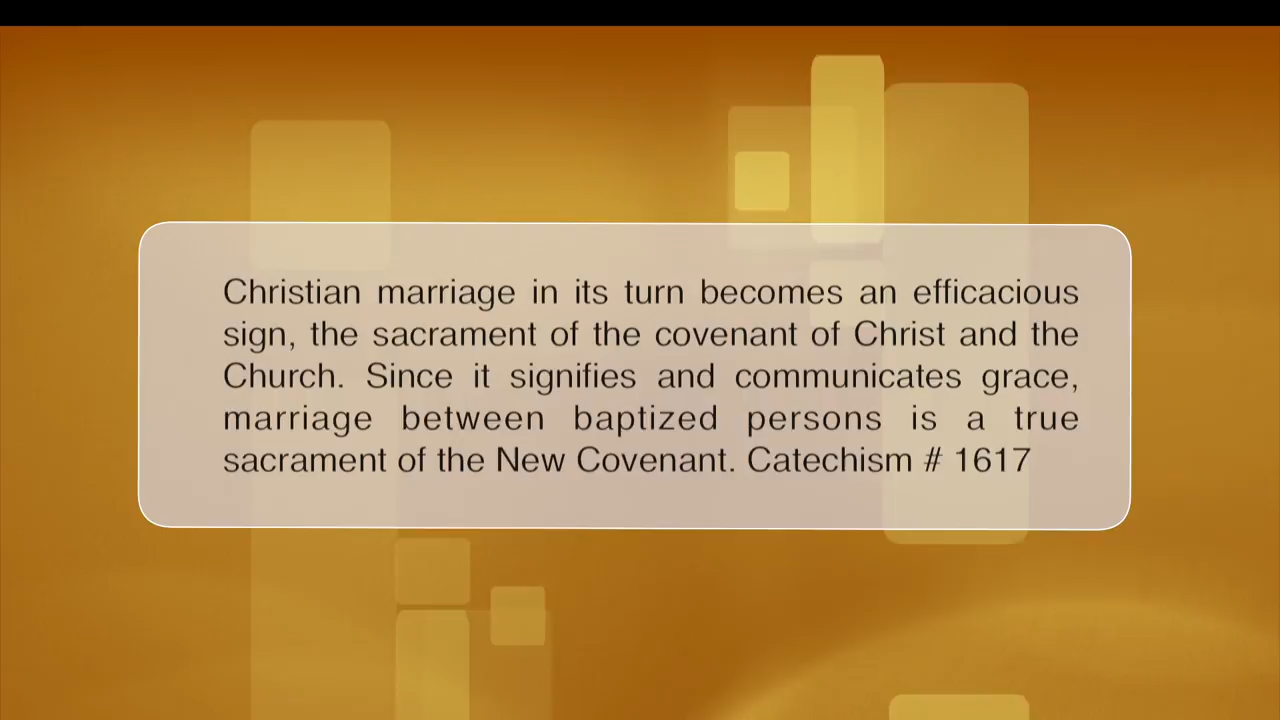 Christian marriage in its turn becomes an efficacious
sign, the sacrament of the covenant of Christ and the
Church. Since it signifies and communicates grace,
marriage between baptized persons is a true
sacrament of the New Covenant. Catechism # 1617